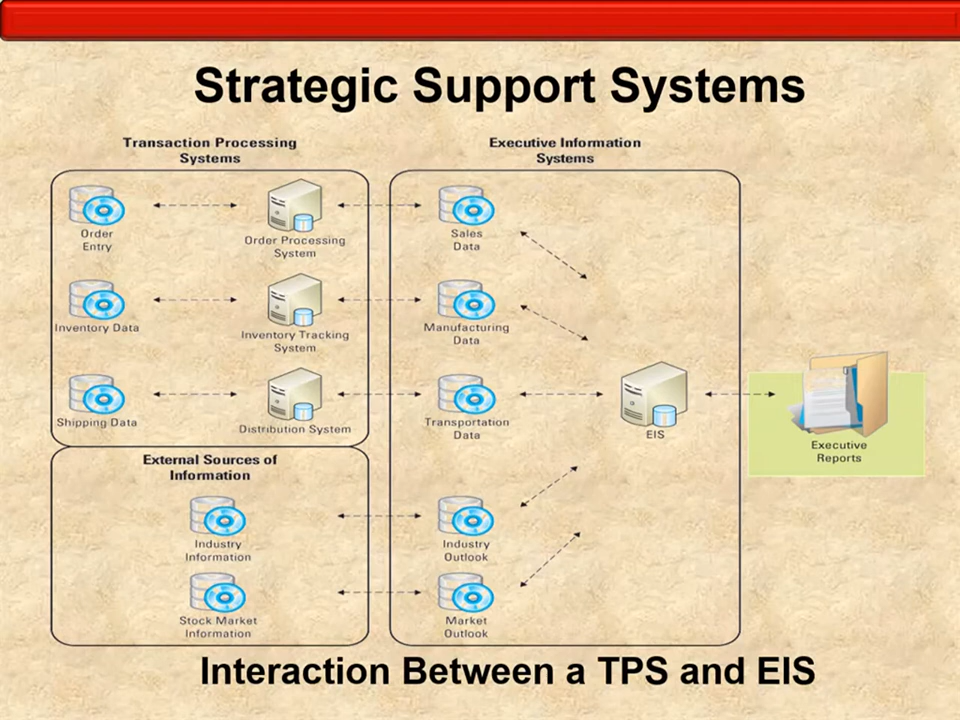 Strategic Support Systems
Transaction Processing
Systems
Order
Entry
Order Processing
System
Inventory Data
Inventory Tracking
System
Shipping Data
Distribution System
External Sources of
Information
Industry
Information
Stock Market
Information
Executive Information
Systems
Sales
Data
Manufacturing
Data
Transportation
Data
Industry
Outlook
Market
Outlook
EIS
Executive
Reports
Interaction Between a TPS and EIS